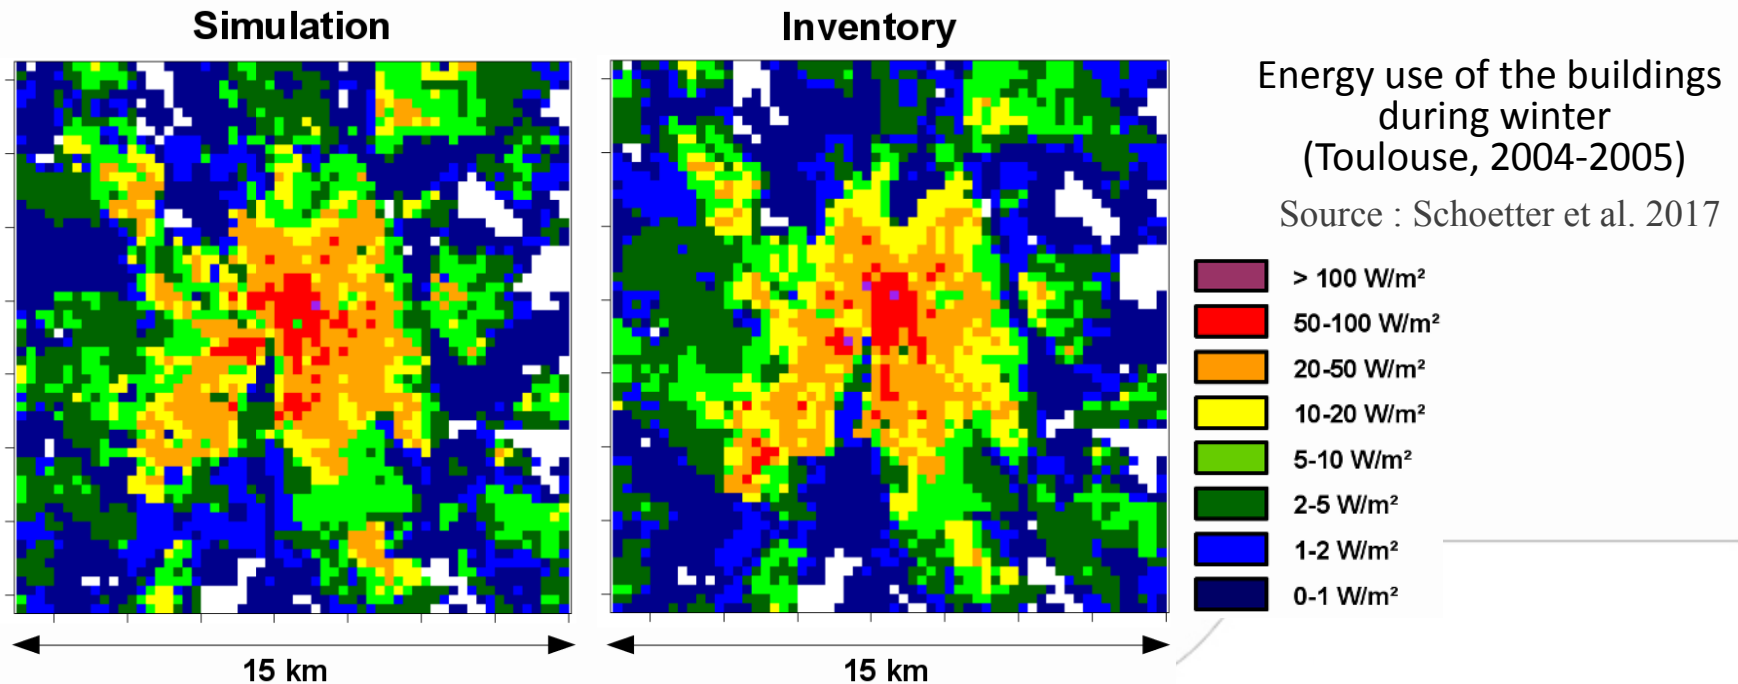 Simulation
Inventory
Energy use of the buildings
during winter
(Toulouse, 2004-2005)
Source : Schoetter et al. 2017
> 100 W/m²
50-100 W/m²
20-50 W/m²
10-20 W/m²
5-10 W/m²
2-5 W/m²
1-2 W/m²
0-1 W/m²
15 km
15 km